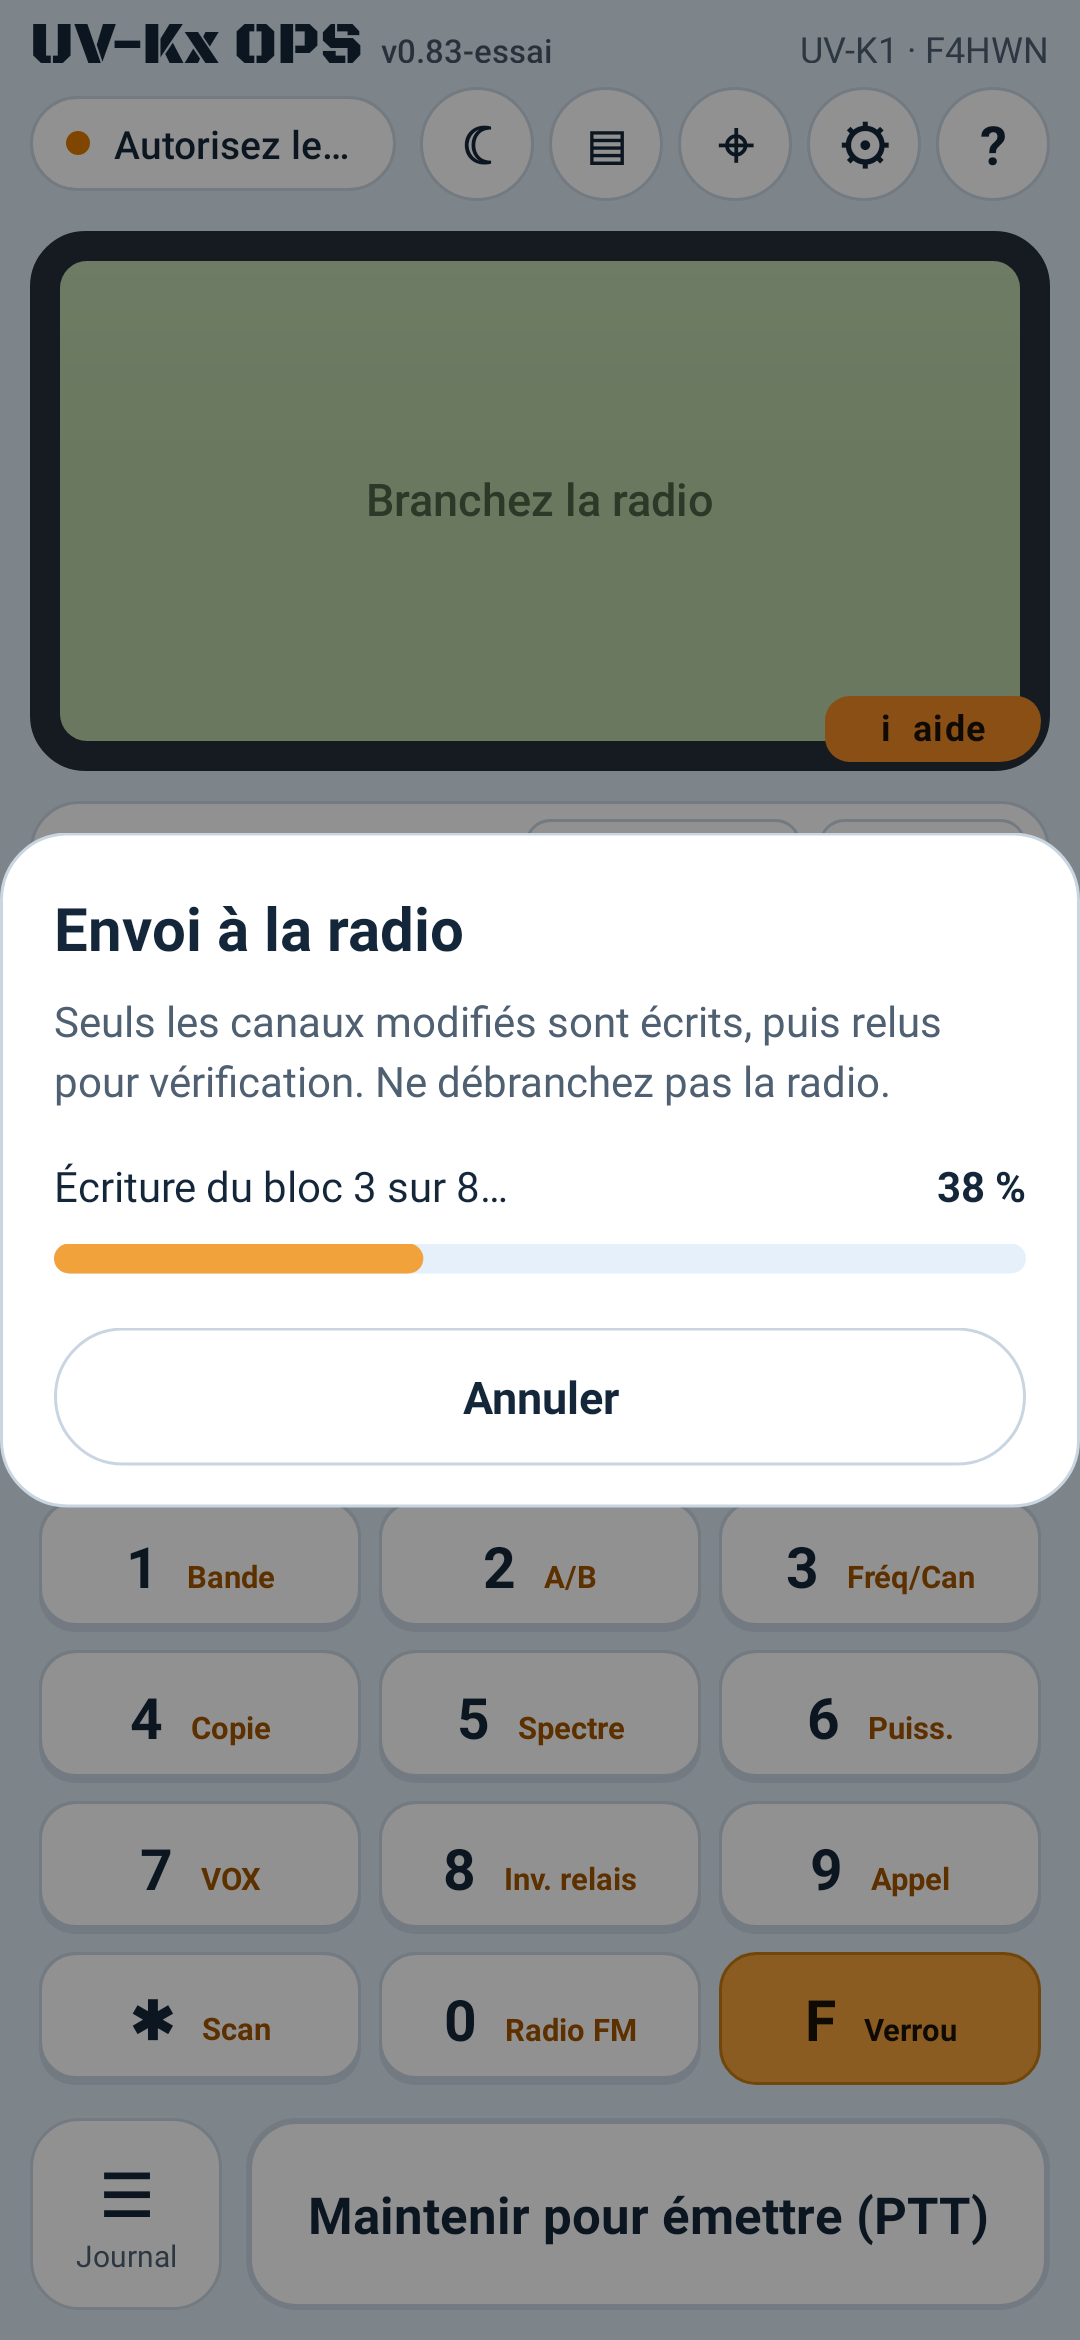 UV-Kx OPS v0.83-essai UV-K1 · F4HWN
Autorisez le... ?
Branchez la radio
i aide
Envoi à la radio
Seuls les canaux modifiés sont écrits, puis relus
pour vérification. Ne débranchez pas la radio.
Écriture du bloc 3 sur 8... 38 %
Annuler
1 Bande 2 A/B 3 Fréq/Can
4 Copie 5 Spectre 6 Puiss.
7 VOX 8 Inv. relais 9 Appel
✱ Scan 0 Radio FM F Verrou
Journal Maintenir pour émettre (PTT)